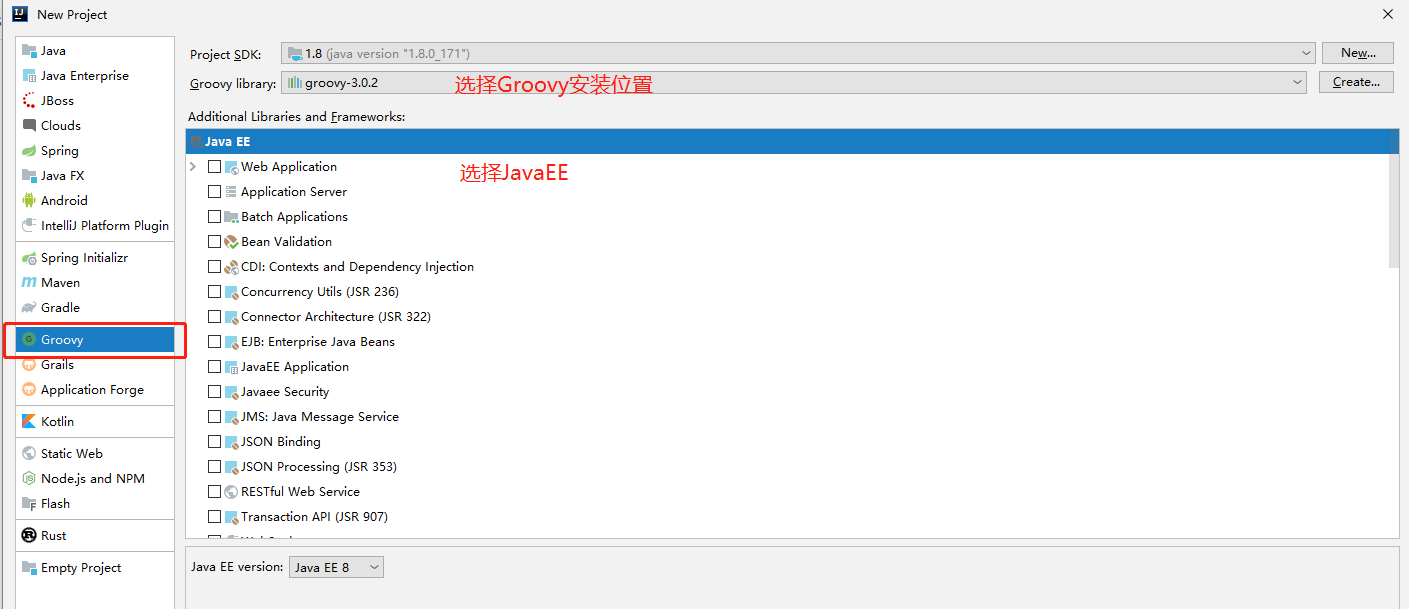 New Project
Java
Java Enterprise
JBoss
Clouds
Spring
Java FX
Android
IntelliJ Platform Plugin
Spring Initializr
Maven
Gradle
Groovy
Grails
Application Forge
Kotlin
Static Web
Node.js and NPM
Flash
Rust
Empty Project
Project SDK: 1.8 (java version "1.8.0_171") New...
Groovy library: groovy-3.0.2 选择Groovy安装位置 Create...
Additional Libraries and Frameworks:
Java EE
Web Application 选择JavaEE
Application Server
Batch Applications
Bean Validation
CDI: Contexts and Dependency Injection
Concurrency Utils (JSR 236)
Connector Architecture (JSR 322)
EJB: Enterprise Java Beans
JavaEE Application
Javaee Security
JMS: Java Message Service
JSON Binding
JSON Processing (JSR 353)
RESTful Web Service
Transaction API (JSR 907)
Java EE version: Java EE 8